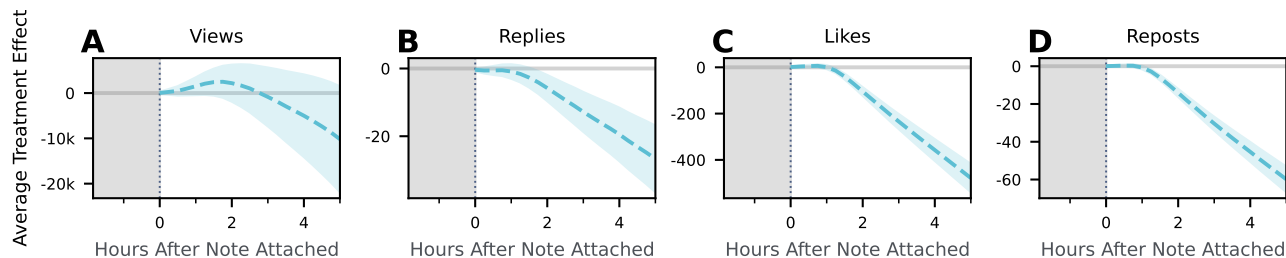 Average Treatment Effect
A Views
0
-10k
-20k
0 2 4
Hours After Note Attached
B Replies
0
-20
0 2 4
Hours After Note Attached
C Likes
0
-200
-400
0 2 4
Hours After Note Attached
D Reposts
0
-20
-40
-60
0 2 4
Hours After Note Attached